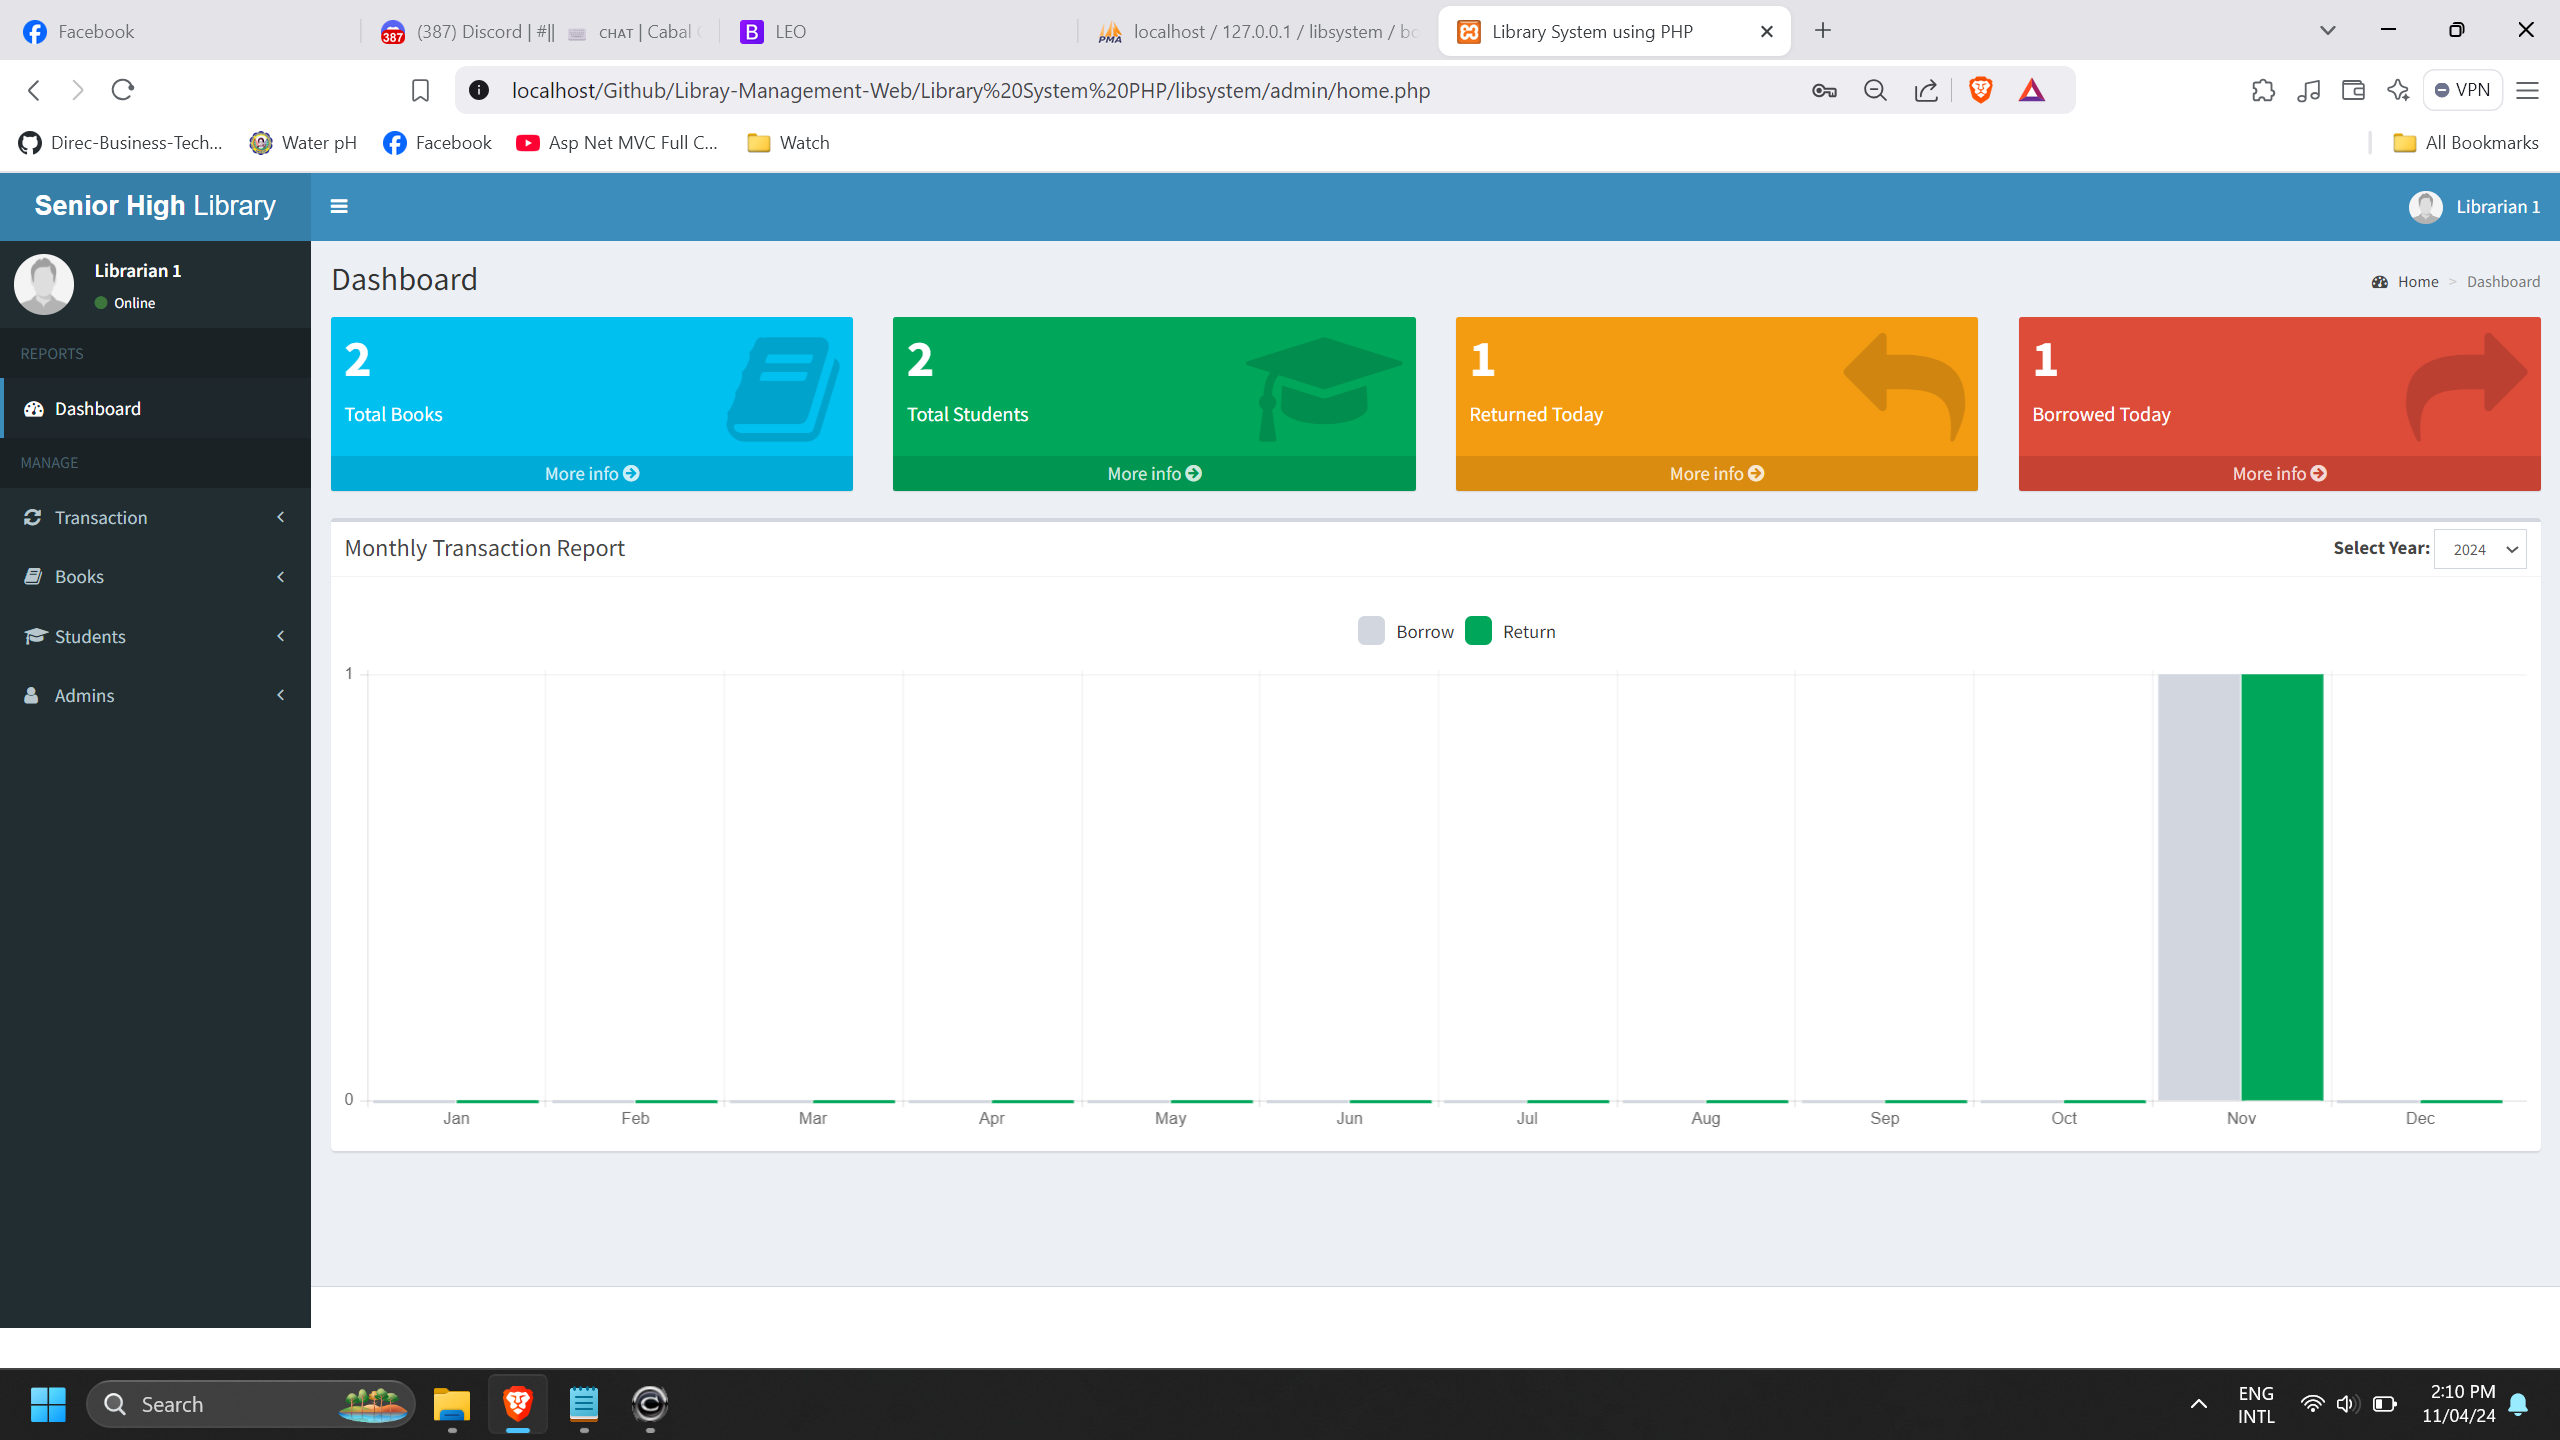 Facebook
(387) Discord | #|| ᴄʜᴀᴛ | Cabal
LEO
localhost / 127.0.0.1 / libsystem / bo
Library System using PHP
localhost/Github/Libray-Management-Web/Library%20System%20PHP/libsystem/admin/home.php
VPN
Direc-Business-Tech...
Water pH
Facebook
Asp Net MVC Full C...
Watch
All Bookmarks
Senior High Library
Librarian 1
Librarian 1
Online
Dashboard
Home > Dashboard
REPORTS
Dashboard
MANAGE
Transaction
Books
Students
Admins
2
Total Books
More info
2
Total Students
More info
1
Returned Today
More info
1
Borrowed Today
More info
Monthly Transaction Report
Select Year: 2024
Borrow Return
1
0
Jan Feb Mar Apr May Jun Jul Aug Sep Oct Nov Dec
Search
ENG
INTL
2:10 PM
11/04/24